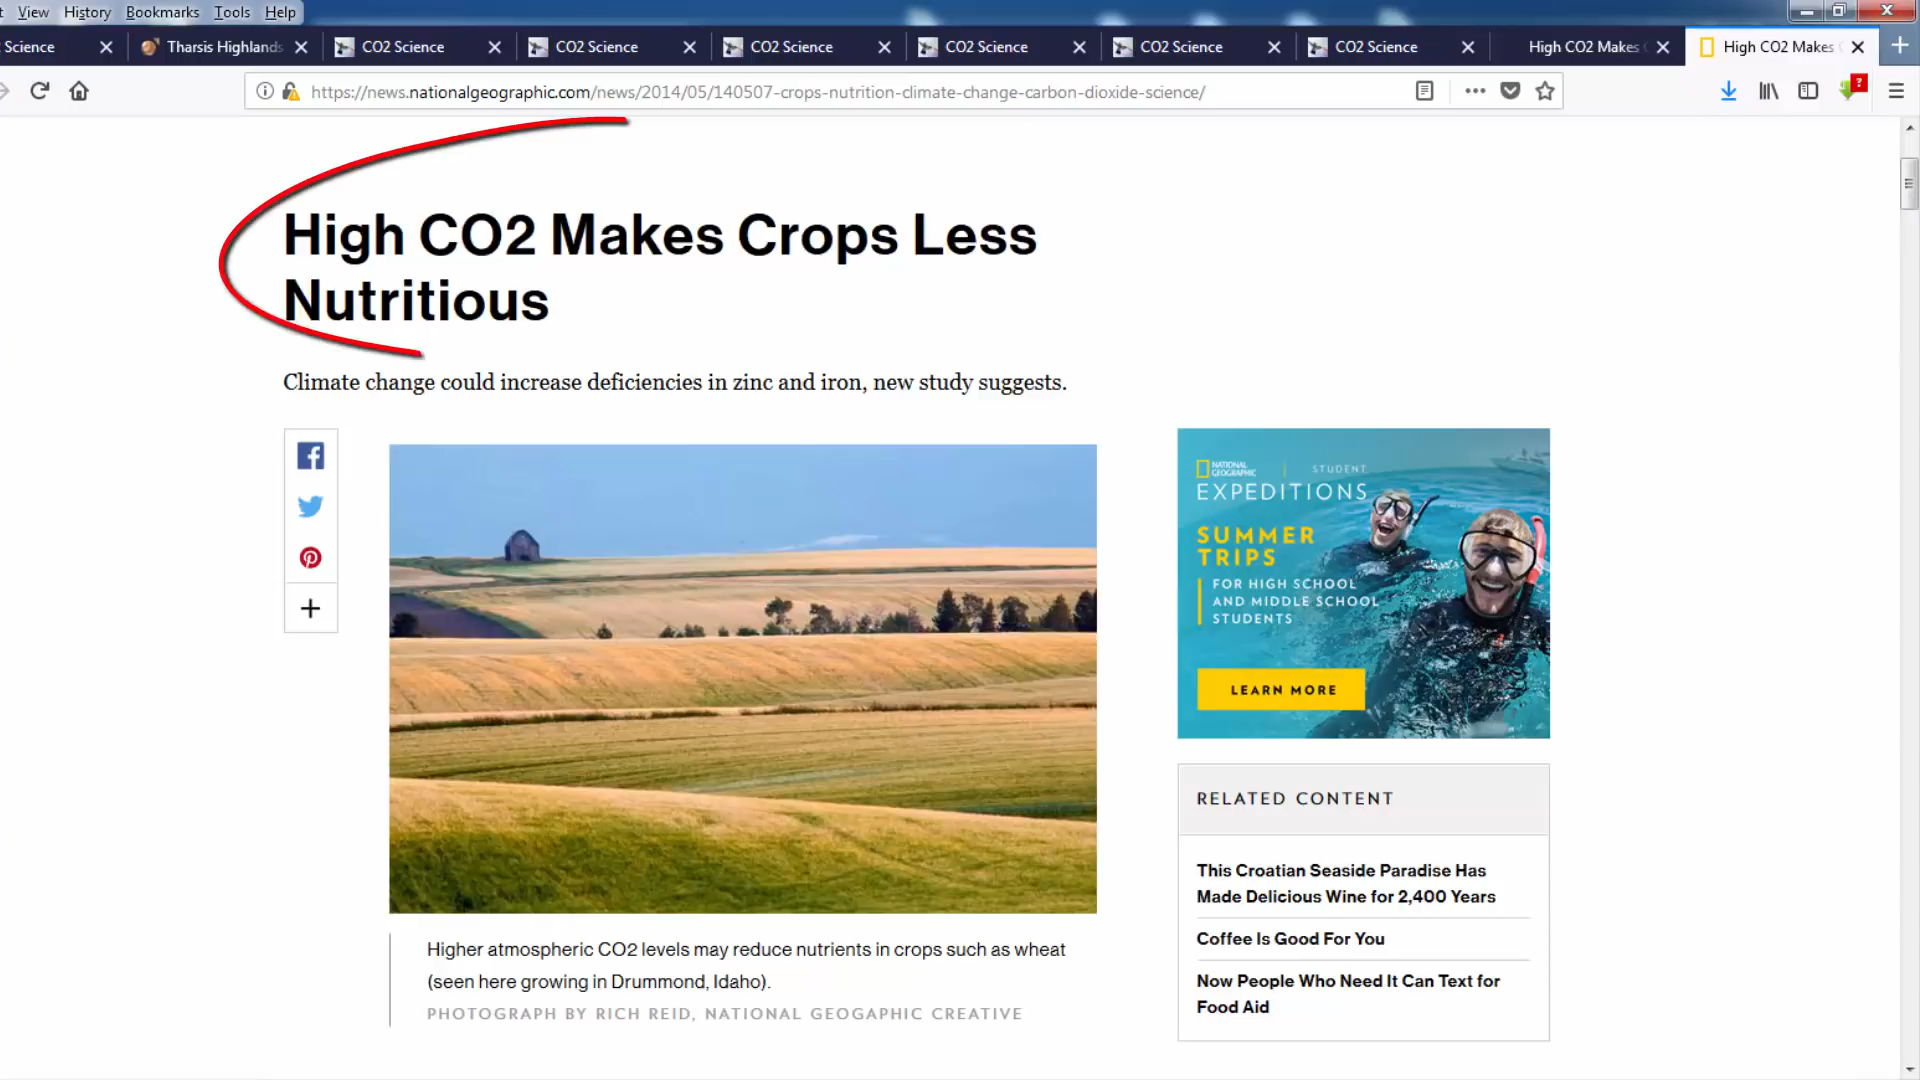 View History Bookmarks Tools Help
Science
Tharsis Highlands
CO2 Science
CO2 Science
CO2 Science
CO2 Science
CO2 Science
CO2 Science
High CO2 Makes
High CO2 Makes
https://news.nationalgeographic.com/news/2014/05/140507-crops-nutrition-climate-change-carbon-dioxide-science/
High CO2 Makes Crops Less
Nutritious
Climate change could increase deficiencies in zinc and iron, new study suggests.
NATIONAL
GEOGRAPHIC
STUDENT
EXPEDITIONS
SUMMER
TRIPS
FOR HIGH SCHOOL
AND MIDDLE SCHOOL
STUDENTS
LEARN MORE
RELATED CONTENT
This Croatian Seaside Paradise Has
Made Delicious Wine for 2,400 Years
Coffee Is Good For You
Now People Who Need It Can Text for
Food Aid
Higher atmospheric CO2 levels may reduce nutrients in crops such as wheat
(seen here growing in Drummond, Idaho).
PHOTOGRAPH BY RICH REID, NATIONAL GEOGAPHIC CREATIVE